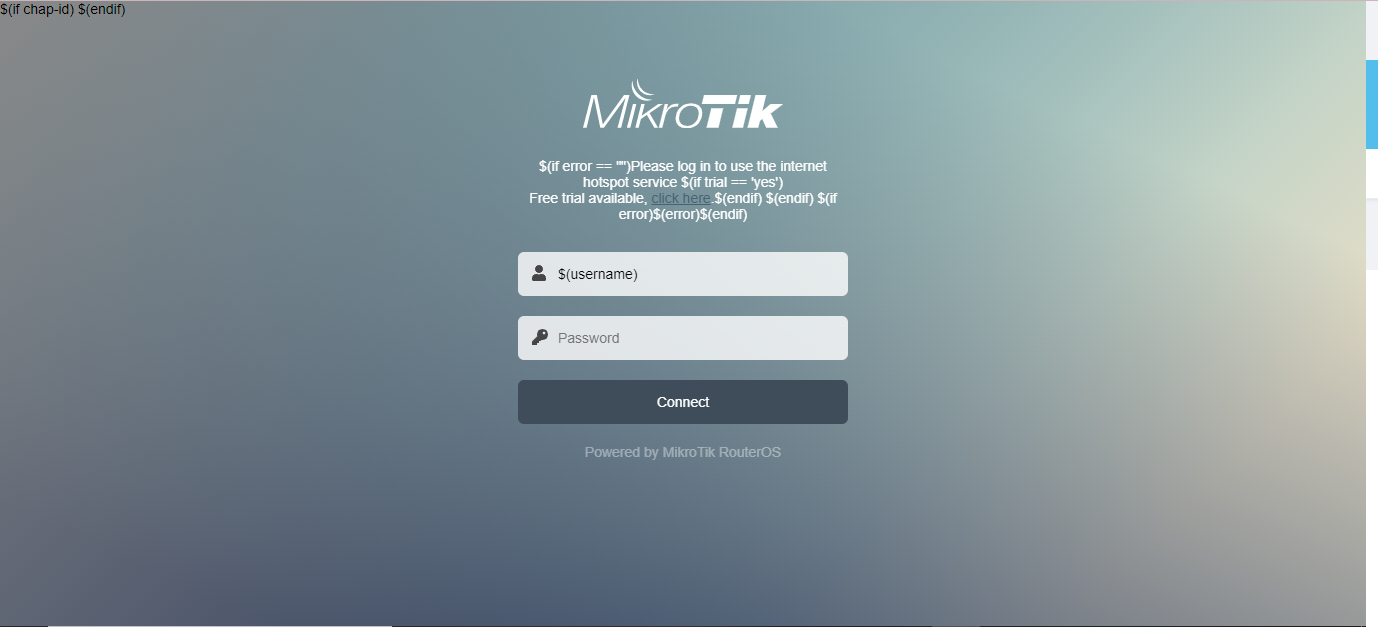 $(if chap-id) $(endif)
MikroTik
$(if error == "")Please log in to use the internet
hotspot service $(if trial == 'yes')
Free trial available, click here.$(endif) $(endif) $(if
error)$(error)$(endif)
$(username)
Password
Connect
Powered by MikroTik RouterOS